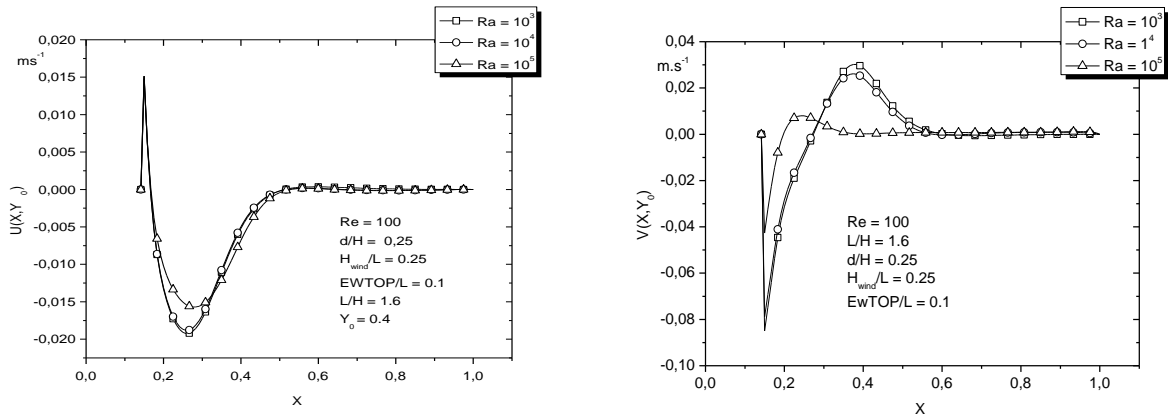 Ra = 10³
Ra = 10⁴
Ra = 10⁵
ms⁻¹
0,020
0,015
0,010
0,005
0,000
-0,005
-0,010
-0,015
-0,020
U(X,Y₀)
Re = 100
d/H = 0,25
H_wind/L = 0.25
EWTOP/L = 0.1
L/H = 1.6
Y₀ = 0.4
0,0 0,2 0,4 0,6 0,8 1,0
X
Ra = 10³
Ra = 1⁴
Ra = 10⁵
m.s⁻¹
0,04
0,02
0,00
-0,02
-0,04
-0,06
-0,08
-0,10
V(X,Y₀)
Re = 100
L/H = 1.6
d/H = 0.25
H_wind/L = 0.25
EwTOP/L = 0.1
0,0 0,2 0,4 0,6 0,8 1,0
X